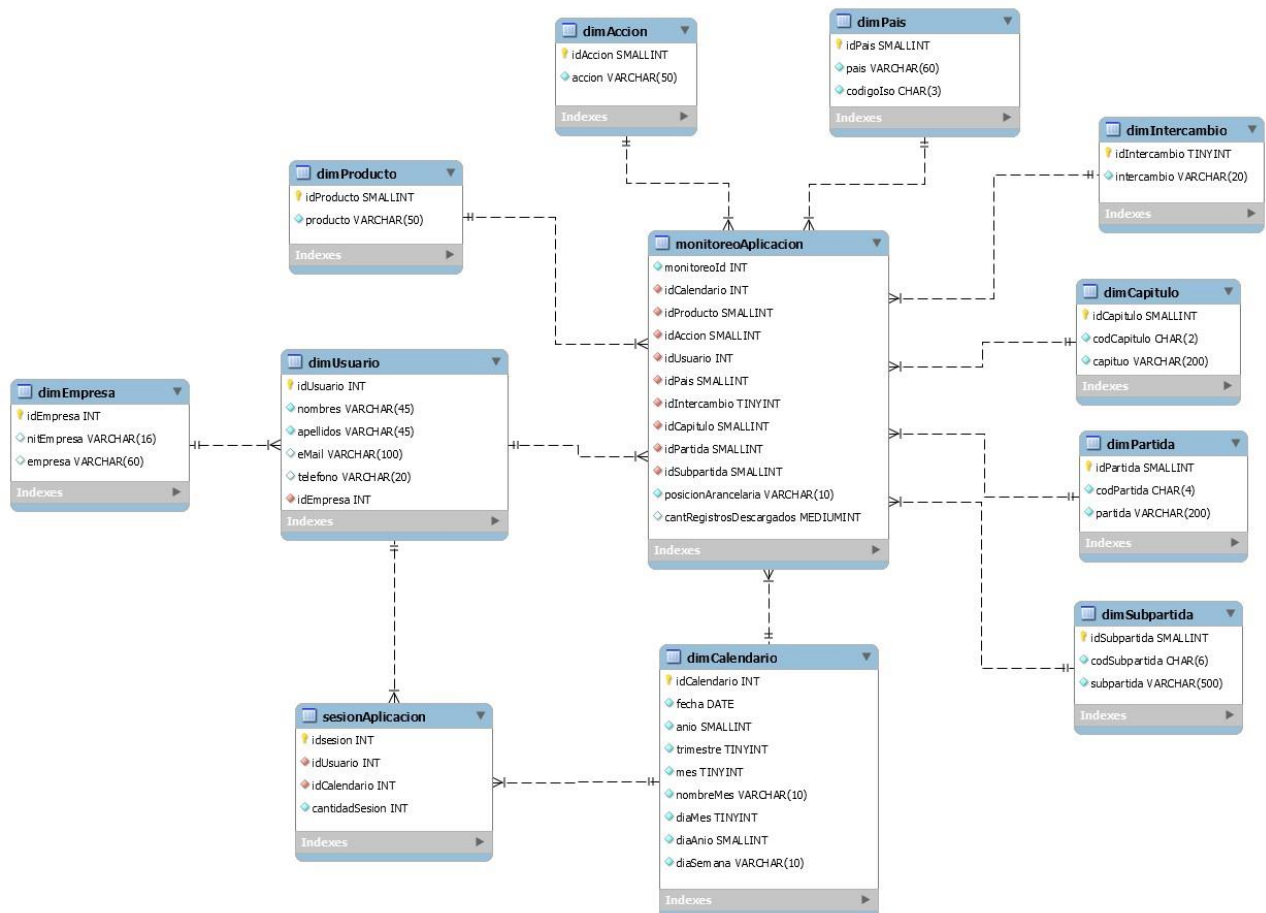 dimAccion
idAccion SMALLINT
accion VARCHAR(50)
Indexes
dimPais
idPais SMALLINT
pais VARCHAR(60)
codigoIso CHAR(3)
Indexes
dimIntercambio
idIntercambio TINYINT
intercambio VARCHAR(20)
Indexes
dimProducto
idProducto SMALLINT
producto VARCHAR(50)
Indexes
monitoreoAplicacion
monitoreoId INT
idCalendario INT
idProducto SMALLINT
idAccion SMALLINT
idUsuario INT
idPais SMALLINT
idIntercambio TINYINT
idCapitulo SMALLINT
idPartida SMALLINT
idSubpartida SMALLINT
posicionArancelaria VARCHAR(10)
cantRegistrosDescargados MEDIUMINT
Indexes
dimCapitulo
idCapitulo SMALLINT
codCapitulo CHAR(2)
capituo VARCHAR(200)
Indexes
dimUsuario
idUsuario INT
nombres VARCHAR(45)
apellidos VARCHAR(45)
eMail VARCHAR(100)
telefono VARCHAR(20)
idEmpresa INT
Indexes
dimEmpresa
idEmpresa INT
nitEmpresa VARCHAR(16)
empresa VARCHAR(60)
Indexes
dimPartida
idPartida SMALLINT
codPartida CHAR(4)
partida VARCHAR(200)
Indexes
dimSubpartida
idSubpartida SMALLINT
codSubpartida CHAR(6)
subpartida VARCHAR(500)
Indexes
dimCalendario
idCalendario INT
fecha DATE
anio SMALLINT
trimestre TINYINT
mes TINYINT
nombreMes VARCHAR(10)
diaMes TINYINT
diaAnio SMALLINT
diaSemana VARCHAR(10)
Indexes
sesionAplicacion
idsesion INT
idUsuario INT
idCalendario INT
cantidadSesion INT
Indexes